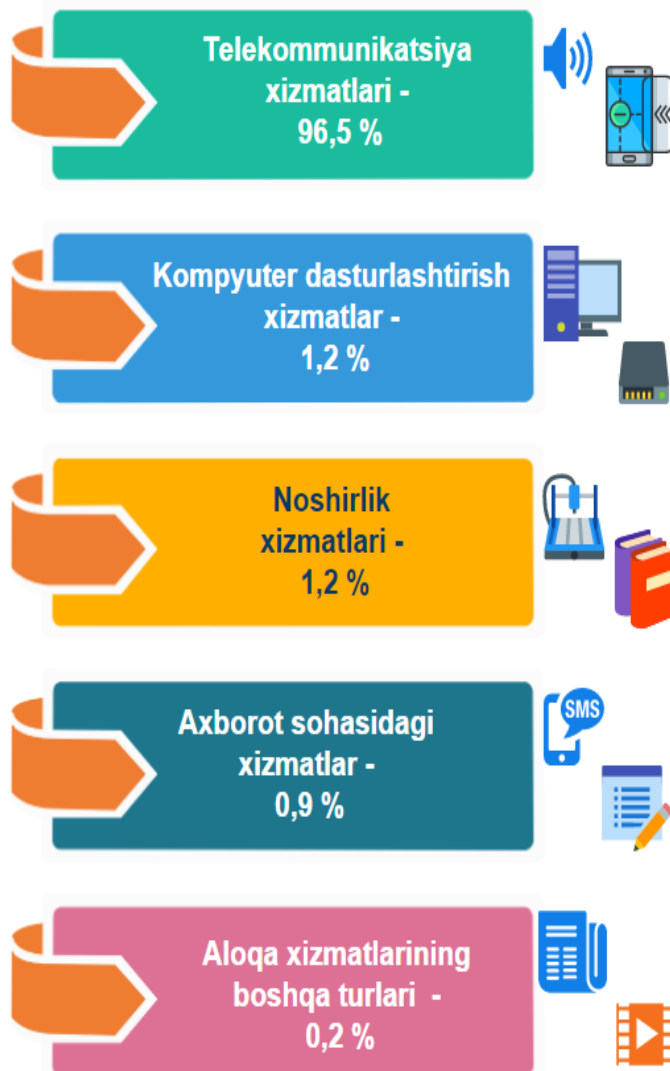 Telekommunikatsiya
xizmatlari -
96,5 %
Kompyuter dasturlashtirish
xizmatlar -
1,2 %
Noshirlik
xizmatlari -
1,2 %
Axborot sohasidagi
xizmatlar -
0,9 %
SMS
Aloqa xizmatlarining
boshqa turlari -
0,2 %